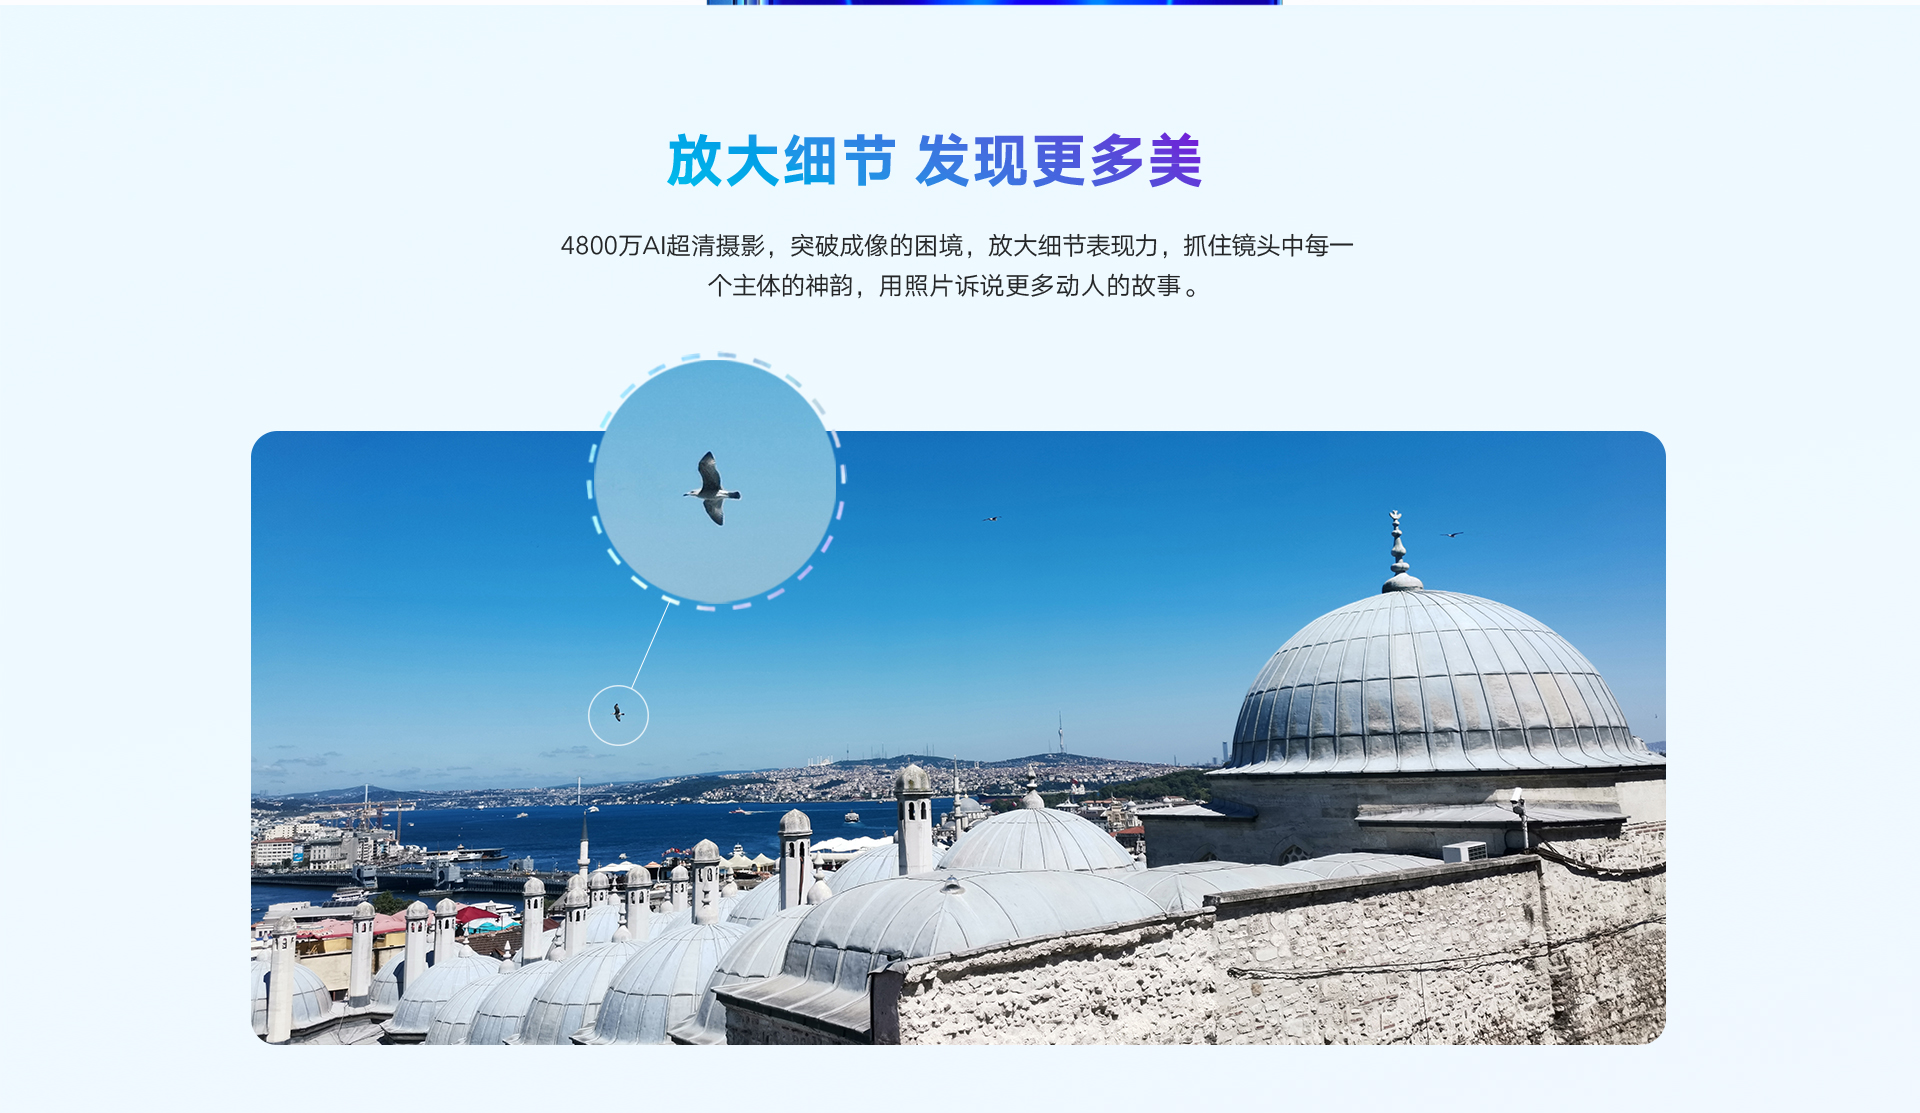 放大细节 发现更多美
4800万AI超清摄影，突破成像的困境，放大细节表现力，抓住镜头中每一
个主体的神韵，用照片诉说更多动人的故事。